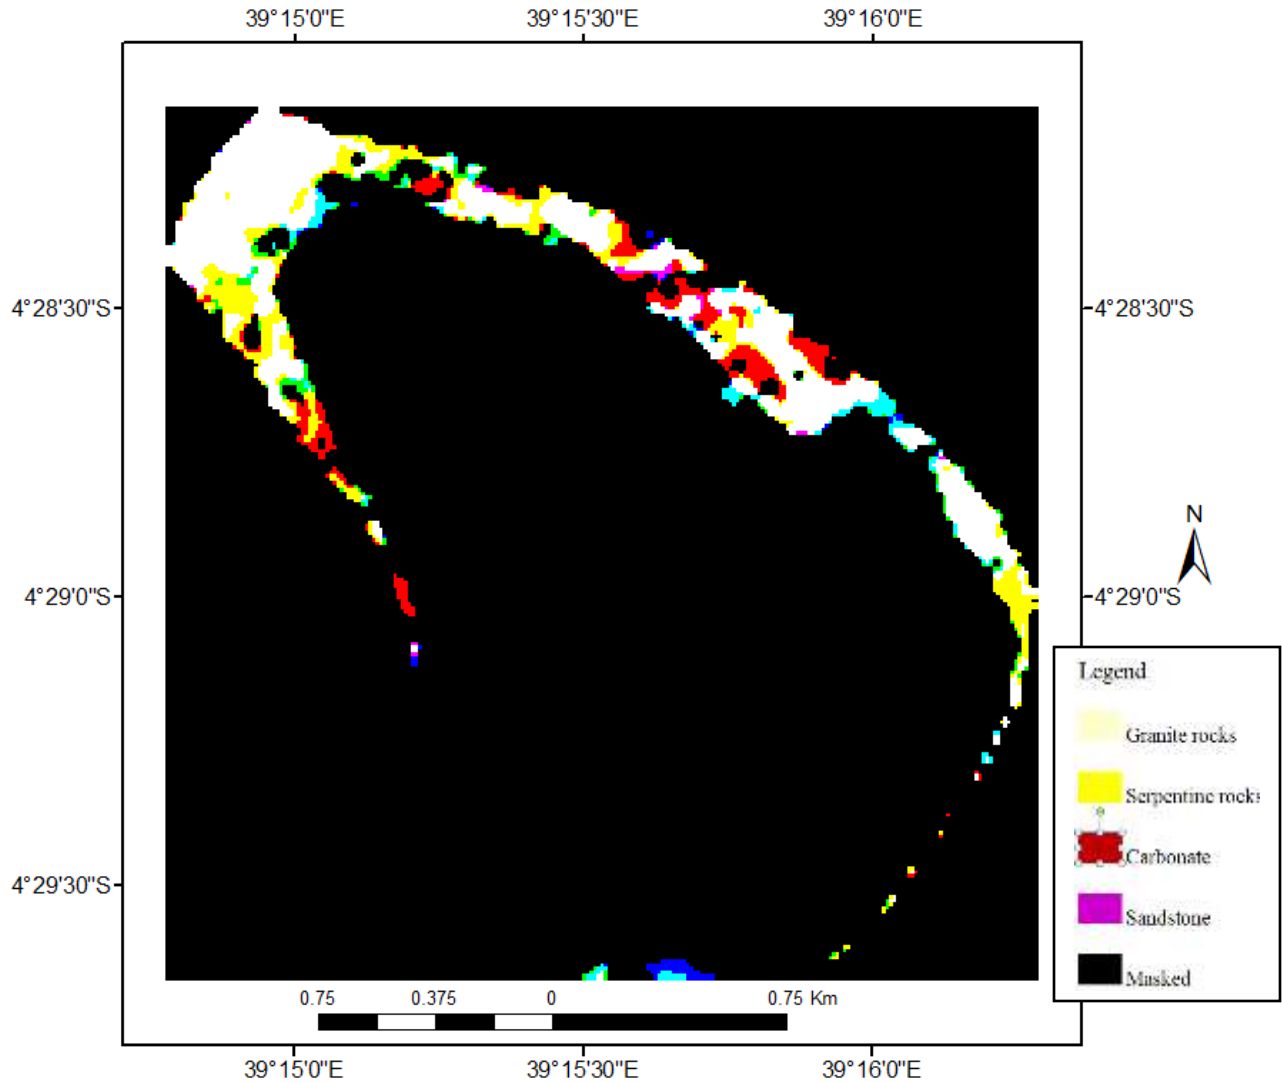 39°15'0"E 39°15'30"E 39°16'0"E
4°28'30"S 4°28'30"S
N
4°29'0"S 4°29'0"S
Legend
Granite rocks
Serpentine rocks
Carbonate
4°29'30"S
Sandstone
Masked
0.75 0.375 0 0.75 Km
39°15'0"E 39°15'30"E 39°16'0"E